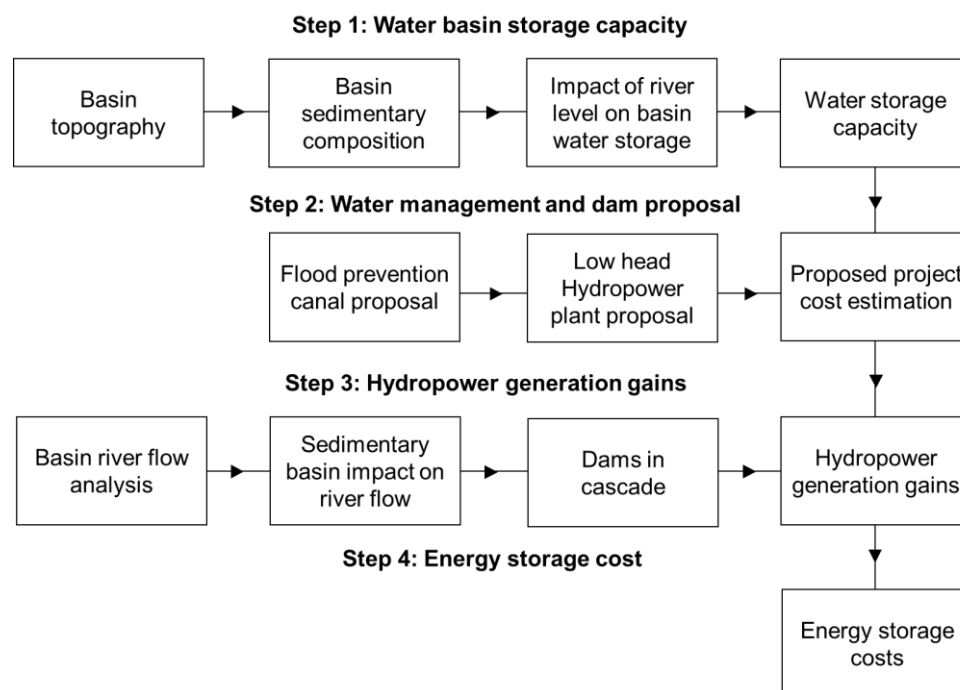 Step 1: Water basin storage capacity
Basin
topography
Basin
sedimentary
composition
Impact of river
level on basin
water storage
Water storage
capacity
Step 2: Water management and dam proposal
Flood prevention
canal proposal
Low head
Hydropower
plant proposal
Proposed project
cost estimation
Step 3: Hydropower generation gains
Basin river flow
analysis
Sedimentary
basin impact on
river flow
Dams in
cascade
Hydropower
generation gains
Step 4: Energy storage cost
Energy storage
costs